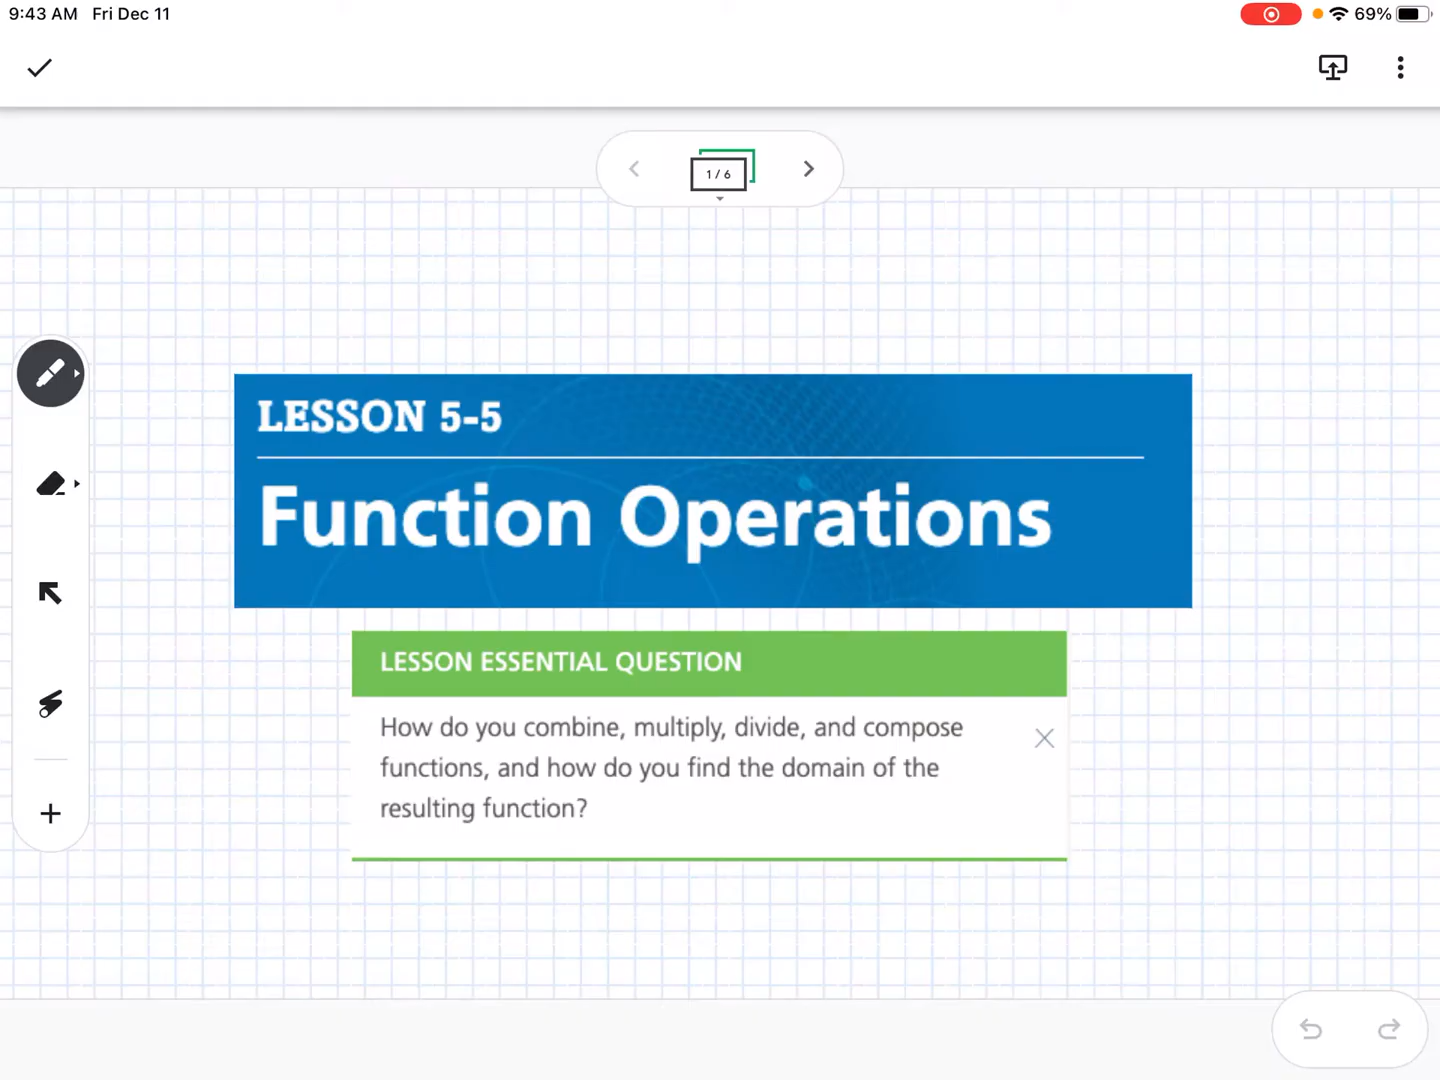 9:43 AM Fri Dec 11
69%
1 / 6
LESSON 5-5
Function Operations
LESSON ESSENTIAL QUESTION
How do you combine, multiply, divide, and compose
functions, and how do you find the domain of the
resulting function?